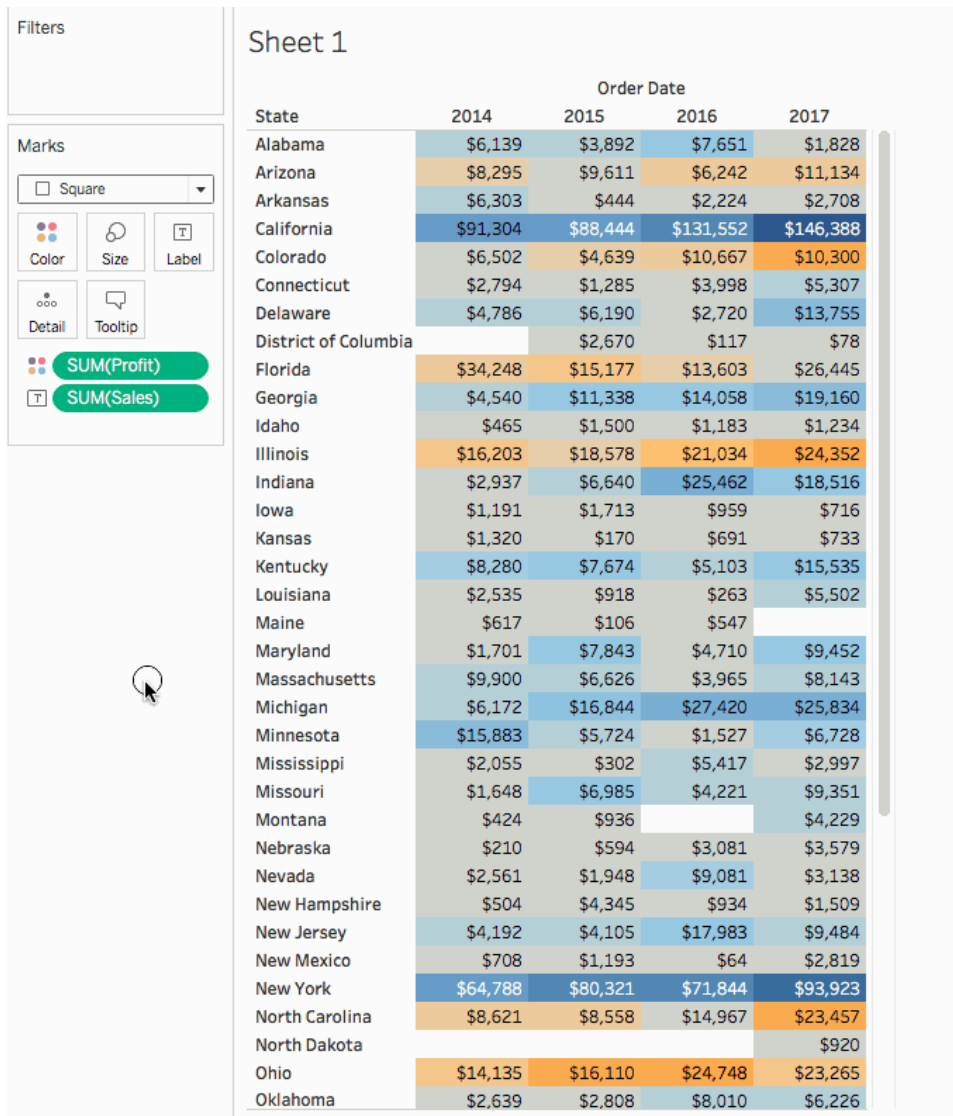 Filters
Marks
Square
Color Size Label
Detail Tooltip
SUM(Profit)
T SUM(Sales)
Sheet 1
Order Date
State 2014 2015 2016 2017
Alabama $6,139 $3,892 $7,651 $1,828
Arizona $8,295 $9,611 $6,242 $11,134
Arkansas $6,303 $444 $2,224 $2,708
California $91,304 $88,444 $131,552 $146,388
Colorado $6,502 $4,639 $10,667 $10,300
Connecticut $2,794 $1,285 $3,998 $5,307
Delaware $4,786 $6,190 $2,720 $13,755
District of Columbia $2,670 $117 $78
Florida $34,248 $15,177 $13,603 $26,445
Georgia $4,540 $11,338 $14,058 $19,160
Idaho $465 $1,500 $1,183 $1,234
Illinois $16,203 $18,578 $21,034 $24,352
Indiana $2,937 $6,640 $25,462 $18,516
Iowa $1,191 $1,713 $959 $716
Kansas $1,320 $170 $691 $733
Kentucky $8,280 $7,674 $5,103 $15,535
Louisiana $2,535 $918 $263 $5,502
Maine $617 $106 $547
Maryland $1,701 $7,843 $4,710 $9,452
Massachusetts $9,900 $6,626 $3,965 $8,143
Michigan $6,172 $16,844 $27,420 $25,834
Minnesota $15,883 $5,724 $1,527 $6,728
Mississippi $2,055 $302 $5,417 $2,997
Missouri $1,648 $6,985 $4,221 $9,351
Montana $424 $936 $4,229
Nebraska $210 $594 $3,081 $3,579
Nevada $2,561 $1,948 $9,081 $3,138
New Hampshire $504 $4,345 $934 $1,509
New Jersey $4,192 $4,105 $17,983 $9,484
New Mexico $708 $1,193 $64 $2,819
New York $64,788 $80,321 $71,844 $93,923
North Carolina $8,621 $8,558 $14,967 $23,457
North Dakota $920
Ohio $14,135 $16,110 $24,748 $23,265
Oklahoma $2,639 $2,808 $8,010 $6,226